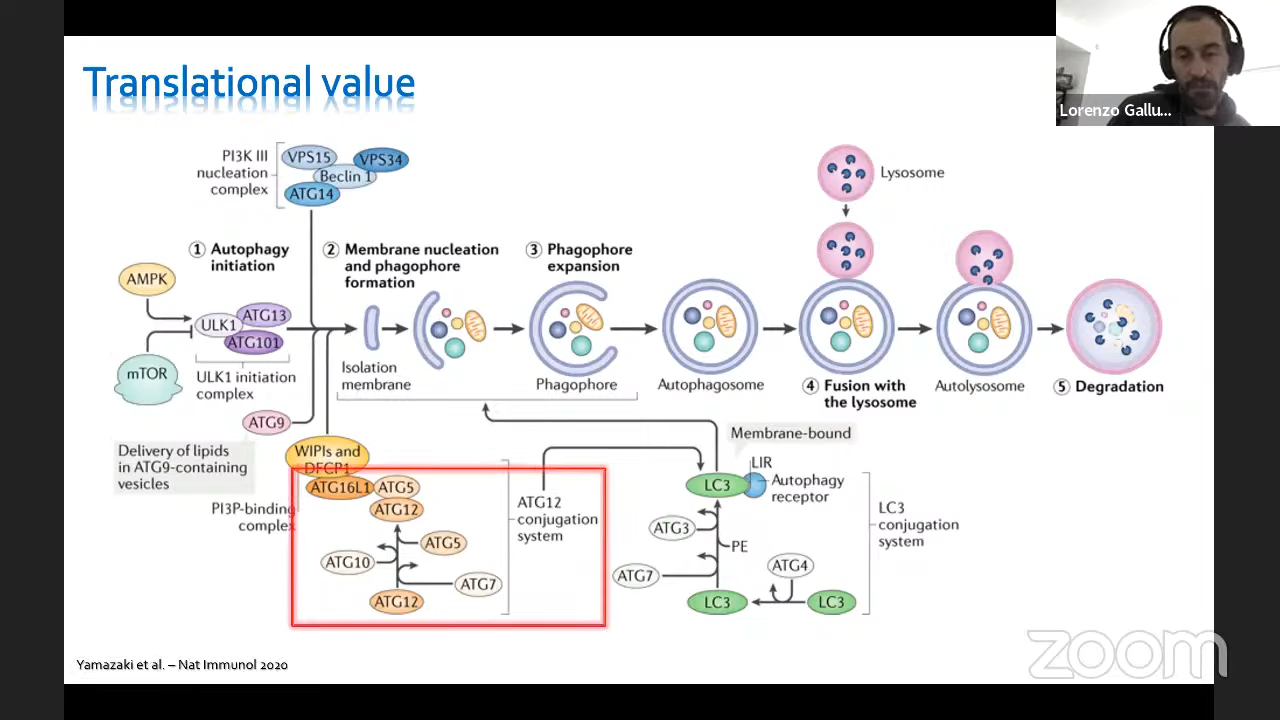 Translational value
Lorenzo Gallu...
PI3K III
nucleation
complex
VPS15
VPS34
Beclin 1
ATG14
Lysosome
1 Autophagy
initiation
2 Membrane nucleation
and phagophore
formation
3 Phagophore
expansion
AMPK
ULK1
ATG13
ATG101
mTOR
ULK1 initiation
complex
Isolation
membrane
Phagophore
Autophagosome
4 Fusion with
the lysosome
Autolysosome
5 Degradation
ATG9
Delivery of lipids
in ATG9-containing
vesicles
WIPIs and
DFCP1
PI3P-binding
complex
ATG16L1
ATG5
ATG12
ATG5
ATG10
ATG7
ATG12
ATG12
conjugation
system
Membrane-bound
LC3
LIR
Autophagy
receptor
ATG3
PE
ATG7
ATG4
LC3
LC3
LC3
conjugation
system
Yamazaki et al. – Nat Immunol 2020
zoom